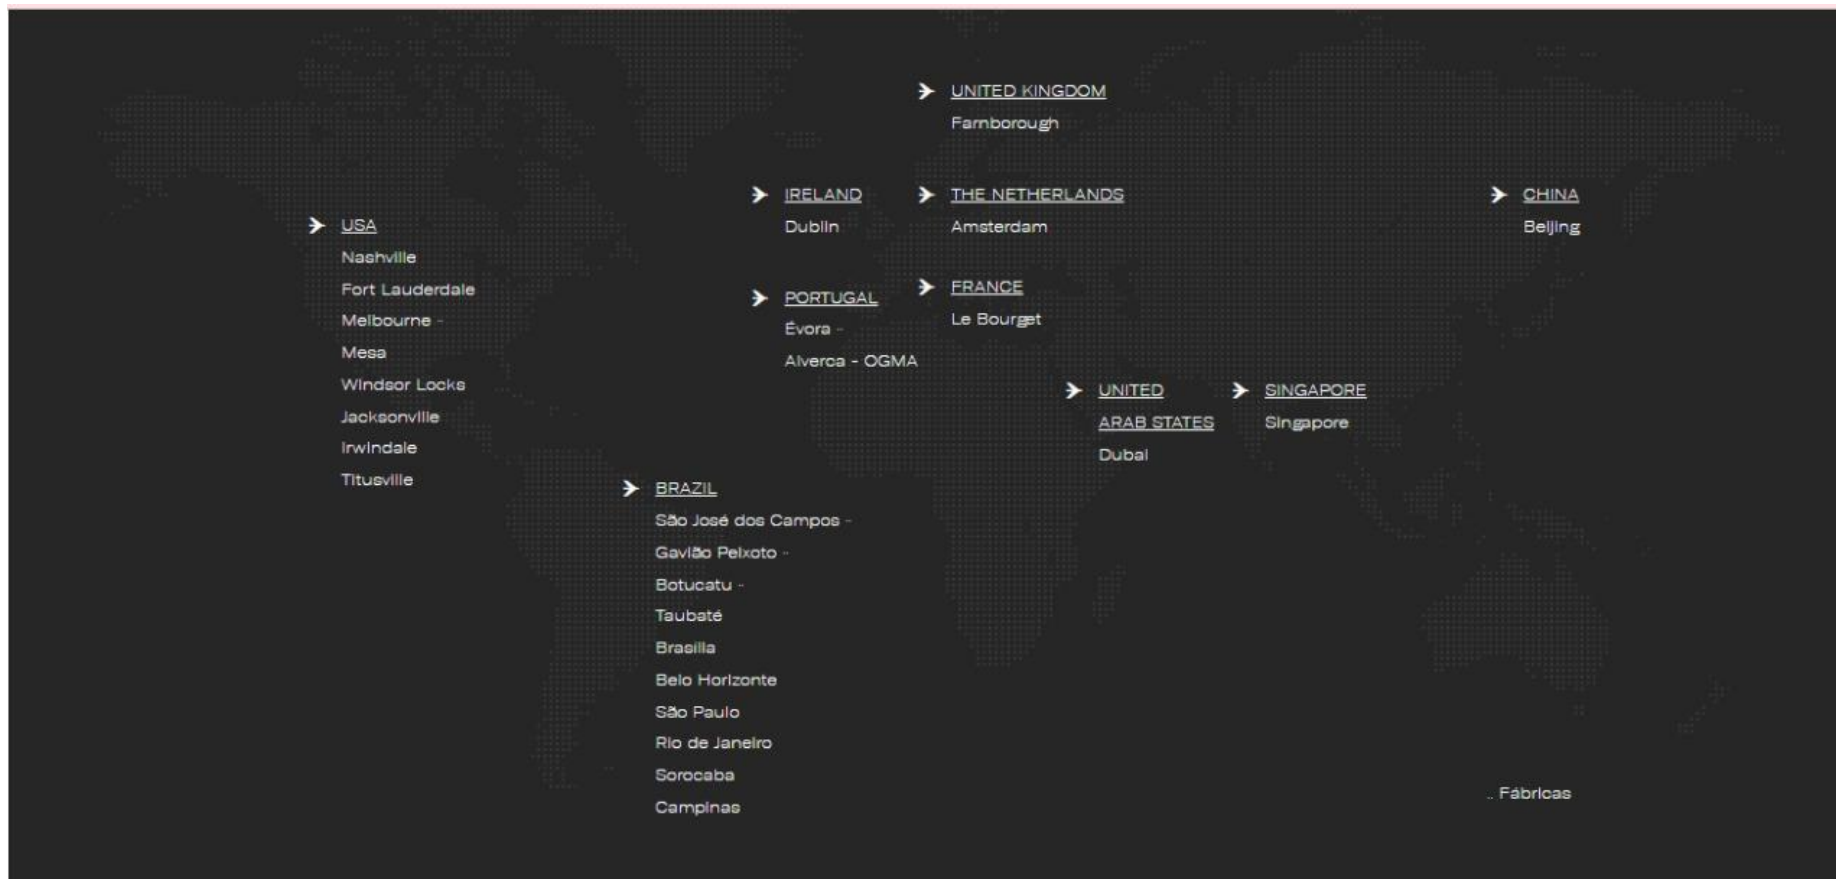 UNITED KINGDOM
Farnborough
IRELAND
Dublin
THE NETHERLANDS
Amsterdam
CHINA
Beijing
USA
Nashville
Fort Lauderdale
Melbourne ··
Mesa
Windsor Locks
Jacksonville
Irwindale
Titusville
PORTUGAL
Évora ··
Alverca - OGMA
FRANCE
Le Bourget
UNITED
ARAB STATES
Dubai
SINGAPORE
Singapore
BRAZIL
São José dos Campos ··
Gavião Peixoto ··
Botucatu ··
Taubaté
Brasilia
Belo Horizonte
São Paulo
Rio de Janeiro
Sorocaba
Campinas
.. Fábricas